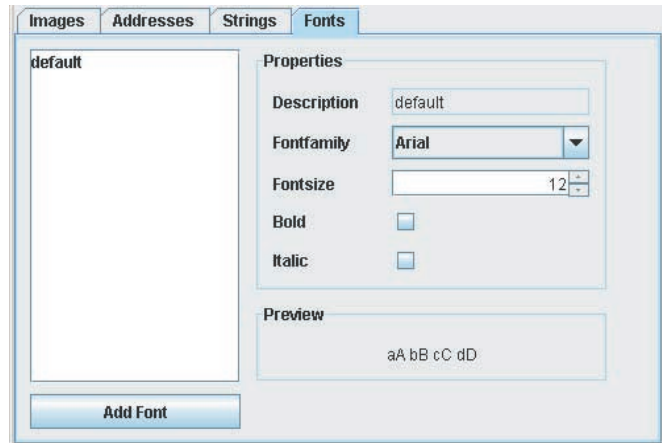 Images Addresses Strings Fonts
default
Properties
Description default
Fontfamily Arial
Fontsize 12
Bold
Italic
Preview
aA bB cC dD
Add Font